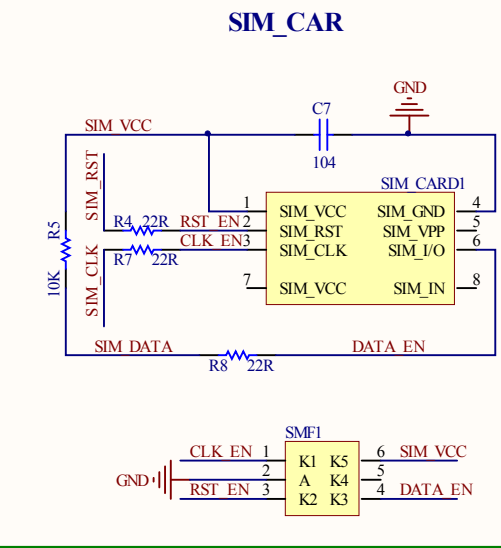 SIM_CAR
GND
C7
SIM_VCC
104
SIM_CARD1
SIM_RST
1 SIM_VCC SIM_GND 4
R4 22R RST_EN 2 SIM_RST SIM_VPP 5
CLK_EN 3 SIM_CLK SIM_I/O 6
R7 22R
R5
10K
SIM_CLK
7 SIM_VCC SIM_IN 8
SIM_DATA DATA_EN
R8 22R
SMF1
CLK_EN 1 K1 K5 6 SIM_VCC
GND 2 A K4 5
RST_EN 3 K2 K3 4 DATA_EN